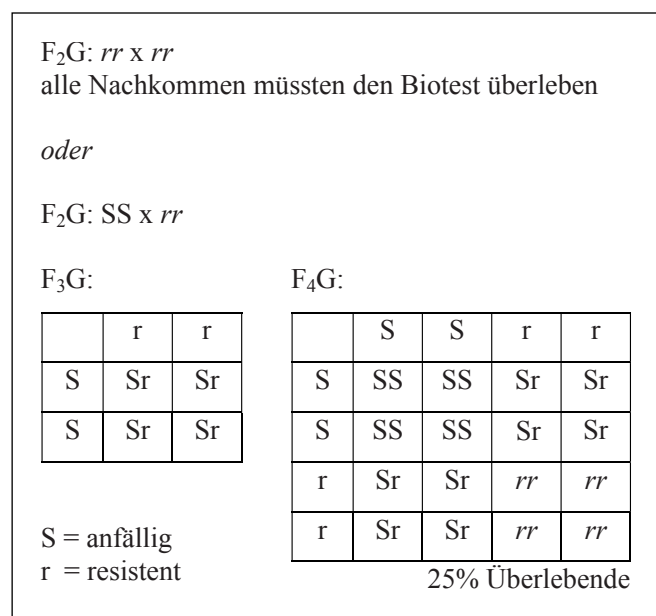 F₂G: rr x rr
alle Nachkommen müssten den Biotest überleben
oder
F₂G: SS x rr
F₃G:
r r
S Sr Sr
S Sr Sr
S = anfällig
r = resistent
F₄G:
S S r r
S SS SS Sr Sr
S SS SS Sr Sr
r Sr Sr rr rr
r Sr Sr rr rr
25% Überlebende